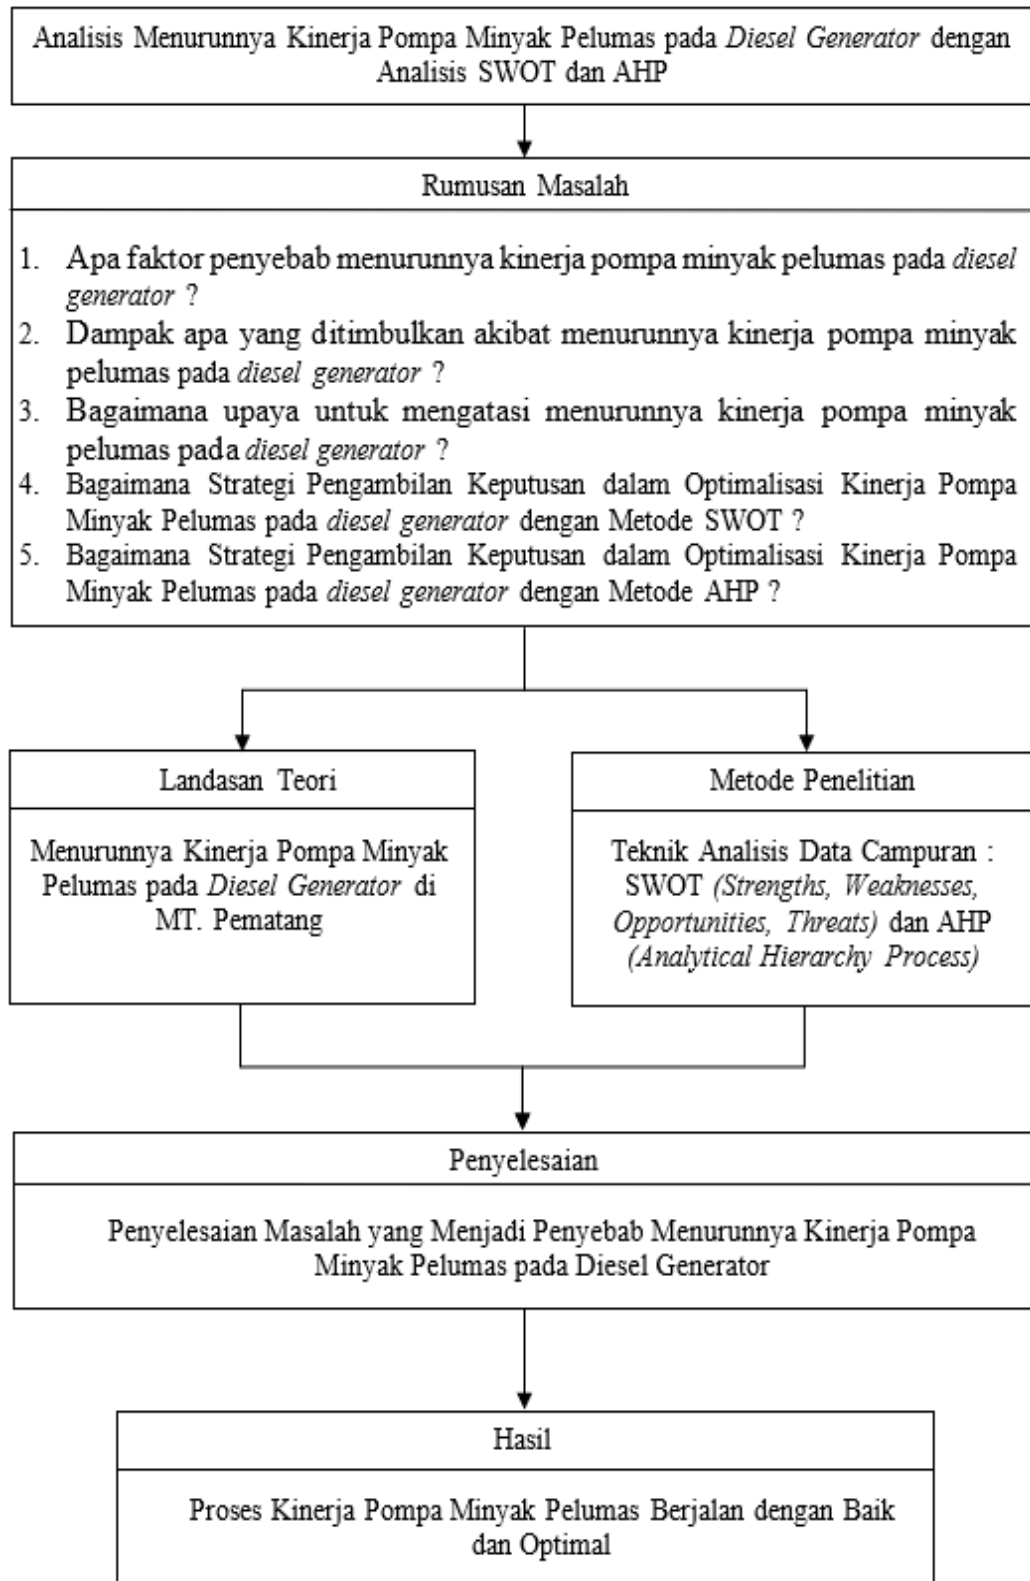 Analisis Menurunnya Kinerja Pompa Minyak Pelumas pada Diesel Generator dengan
Analisis SWOT dan AHP
Rumusan Masalah
1. Apa faktor penyebab menurunnya kinerja pompa minyak pelumas pada diesel
generator ?
2. Dampak apa yang ditimbulkan akibat menurunnya kinerja pompa minyak
pelumas pada diesel generator ?
3. Bagaimana upaya untuk mengatasi menurunnya kinerja pompa minyak
pelumas pada diesel generator ?
4. Bagaimana Strategi Pengambilan Keputusan dalam Optimalisasi Kinerja Pompa
Minyak Pelumas pada diesel generator dengan Metode SWOT ?
5. Bagaimana Strategi Pengambilan Keputusan dalam Optimalisasi Kinerja Pompa
Minyak Pelumas pada diesel generator dengan Metode AHP ?
Landasan Teori
Menurunnya Kinerja Pompa Minyak
Pelumas pada Diesel Generator di
MT. Pematang
Metode Penelitian
Teknik Analisis Data Campuran :
SWOT (Strengths, Weaknesses,
Opportunities, Threats) dan AHP
(Analytical Hierarchy Process)
Penyelesaian
Penyelesaian Masalah yang Menjadi Penyebab Menurunnya Kinerja Pompa
Minyak Pelumas pada Diesel Generator
Hasil
Proses Kinerja Pompa Minyak Pelumas Berjalan dengan Baik
dan Optimal